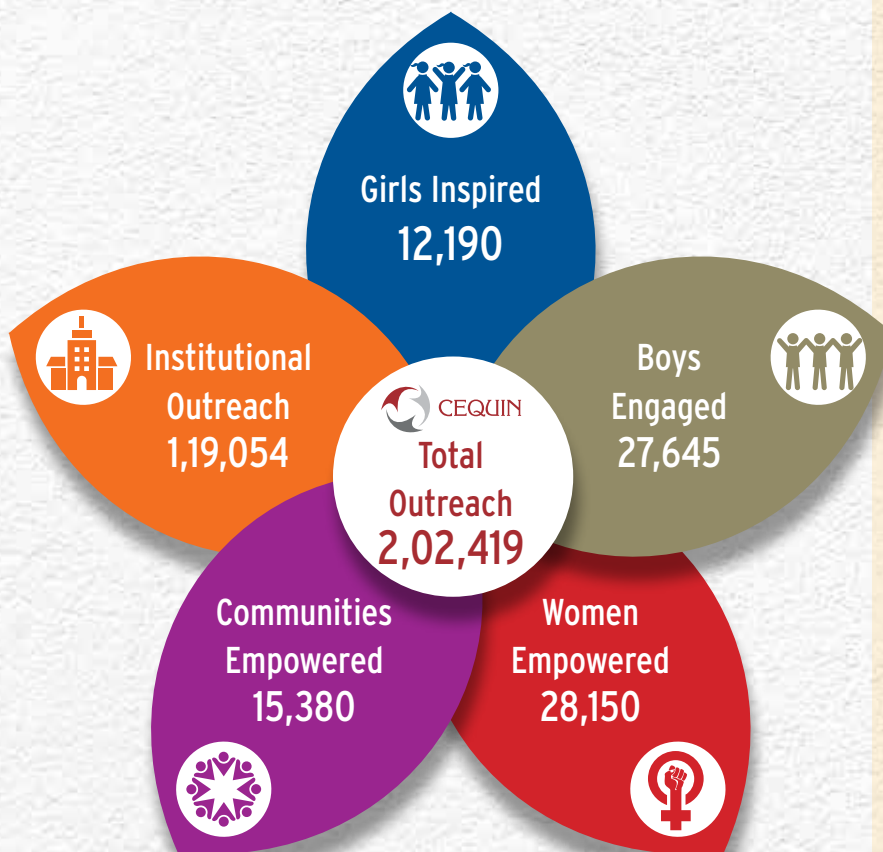 Girls Inspired
12,190
Institutional
Outreach
1,19,054
Boys
Engaged
27,645
CEQUIN
Total
Outreach
2,02,419
Communities
Empowered
15,380
Women
Empowered
28,150